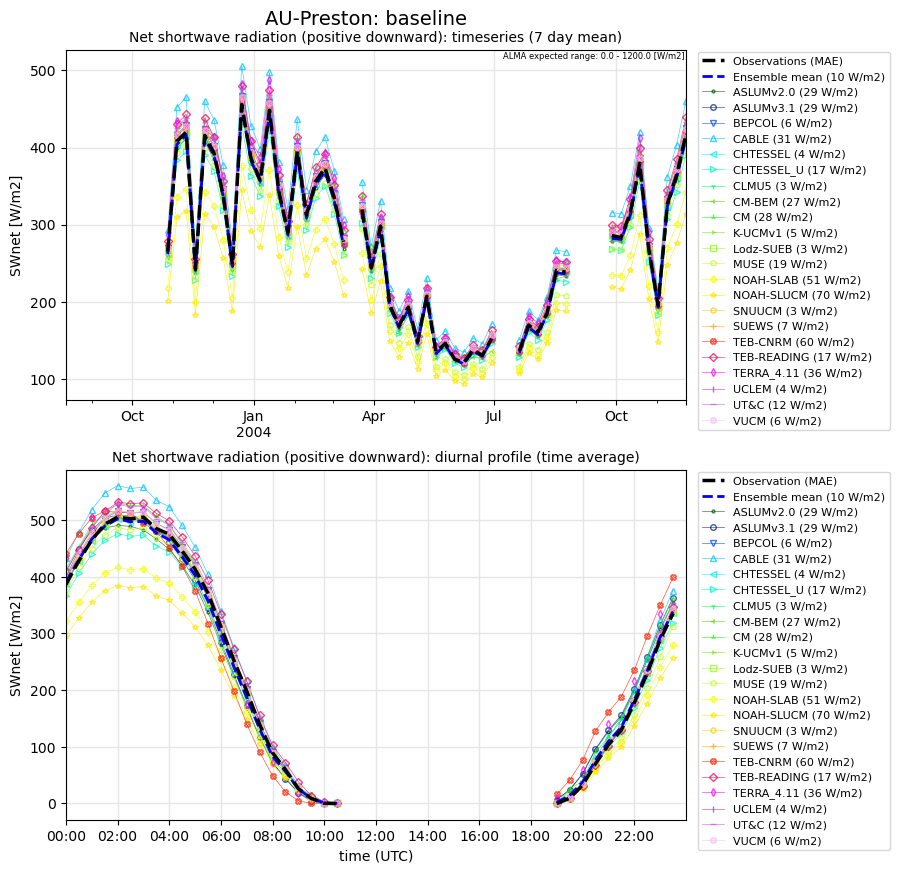 AU-Preston: baseline
Net shortwave radiation (positive downward): timeseries (7 day mean)
ALMA expected range: 0.0 - 1200.0 [W/m2]
SWnet [W/m2]
500
400
300
200
100
Oct
Jan
2004
Apr
Jul
Oct
Observations (MAE)
Ensemble mean (10 W/m2)
ASLUMv2.0 (29 W/m2)
ASLUMv3.1 (29 W/m2)
BEPCOL (6 W/m2)
CABLE (31 W/m2)
CHTESSEL (4 W/m2)
CHTESSEL_U (17 W/m2)
CLMU5 (3 W/m2)
CM-BEM (27 W/m2)
CM (28 W/m2)
K-UCMv1 (5 W/m2)
Lodz-SUEB (3 W/m2)
MUSE (19 W/m2)
NOAH-SLAB (51 W/m2)
NOAH-SLUCM (70 W/m2)
SNUUCM (3 W/m2)
SUEWS (7 W/m2)
TEB-CNRM (60 W/m2)
TEB-READING (17 W/m2)
TERRA_4.11 (36 W/m2)
UCLEM (4 W/m2)
UT&C (12 W/m2)
VUCM (6 W/m2)
Net shortwave radiation (positive downward): diurnal profile (time average)
SWnet [W/m2]
500
400
300
200
100
0
00:00
02:00
04:00
06:00
08:00
10:00
12:00
14:00
16:00
18:00
20:00
22:00
time (UTC)
Observation (MAE)
Ensemble mean (10 W/m2)
ASLUMv2.0 (29 W/m2)
ASLUMv3.1 (29 W/m2)
BEPCOL (6 W/m2)
CABLE (31 W/m2)
CHTESSEL (4 W/m2)
CHTESSEL_U (17 W/m2)
CLMU5 (3 W/m2)
CM-BEM (27 W/m2)
CM (28 W/m2)
K-UCMv1 (5 W/m2)
Lodz-SUEB (3 W/m2)
MUSE (19 W/m2)
NOAH-SLAB (51 W/m2)
NOAH-SLUCM (70 W/m2)
SNUUCM (3 W/m2)
SUEWS (7 W/m2)
TEB-CNRM (60 W/m2)
TEB-READING (17 W/m2)
TERRA_4.11 (36 W/m2)
UCLEM (4 W/m2)
UT&C (12 W/m2)
VUCM (6 W/m2)